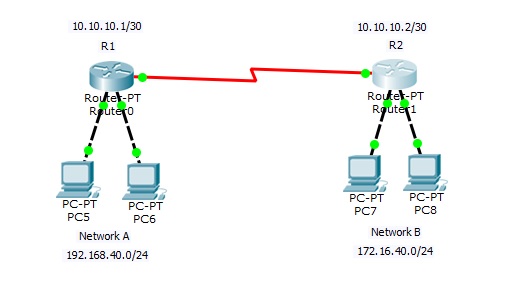 10.10.10.1/30
R1
Router-PT
Router0
PC-PT
PC5
PC-PT
PC6
Network A
192.168.40.0/24
10.10.10.2/30
R2
Router-PT
Router1
PC-PT
PC7
PC-PT
PC8
Network B
172.16.40.0/24